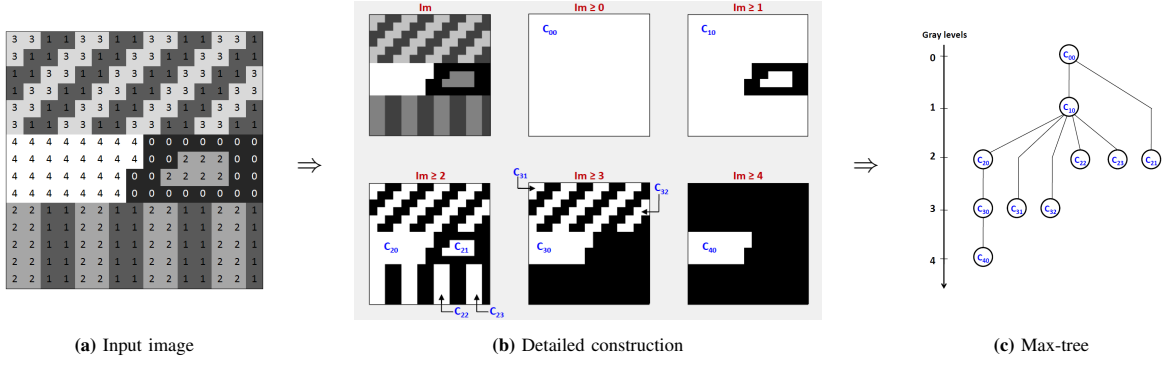 3 3 1 1 3 3 1 1 3 3 1 1 3 3 1
3 1 1 3 3 1 1 3 3 1 1 3 3 1 1
1 1 3 3 1 1 3 3 1 1 3 3 1 1 3
1 3 3 1 1 3 3 1 1 3 3 1 1 3 3
3 3 1 1 3 3 1 1 3 3 1 1 3 3 1
3 1 1 3 3 1 1 3 3 1 1 3 3 1 1
4 4 4 4 4 4 4 4 0 0 0 0 0 0 0
4 4 4 4 4 4 4 4 0 0 2 2 2 0 0
4 4 4 4 4 4 4 0 0 2 2 2 2 0 0
4 4 4 4 4 4 4 0 0 0 0 0 0 0 0
2 2 1 1 2 2 1 1 2 2 1 1 2 2 1
2 2 1 1 2 2 1 1 2 2 1 1 2 2 1
2 2 1 1 2 2 1 1 2 2 1 1 2 2 1
2 2 1 1 2 2 1 1 2 2 1 1 2 2 1
2 2 1 1 2 2 1 1 2 2 1 1 2 2 1
(a) Input image
⇒
Im
Im ≥ 0
Im ≥ 1
C00
C10
Im ≥ 2
Im ≥ 3
Im ≥ 4
C31
C32
C20
C21
C30
C40
C22
C23
(b) Detailed construction
⇒
Gray levels
0
C00
1
C10
2
C20
C22
C23
C21
3
C30
C31
C32
4
C40
(c) Max-tree